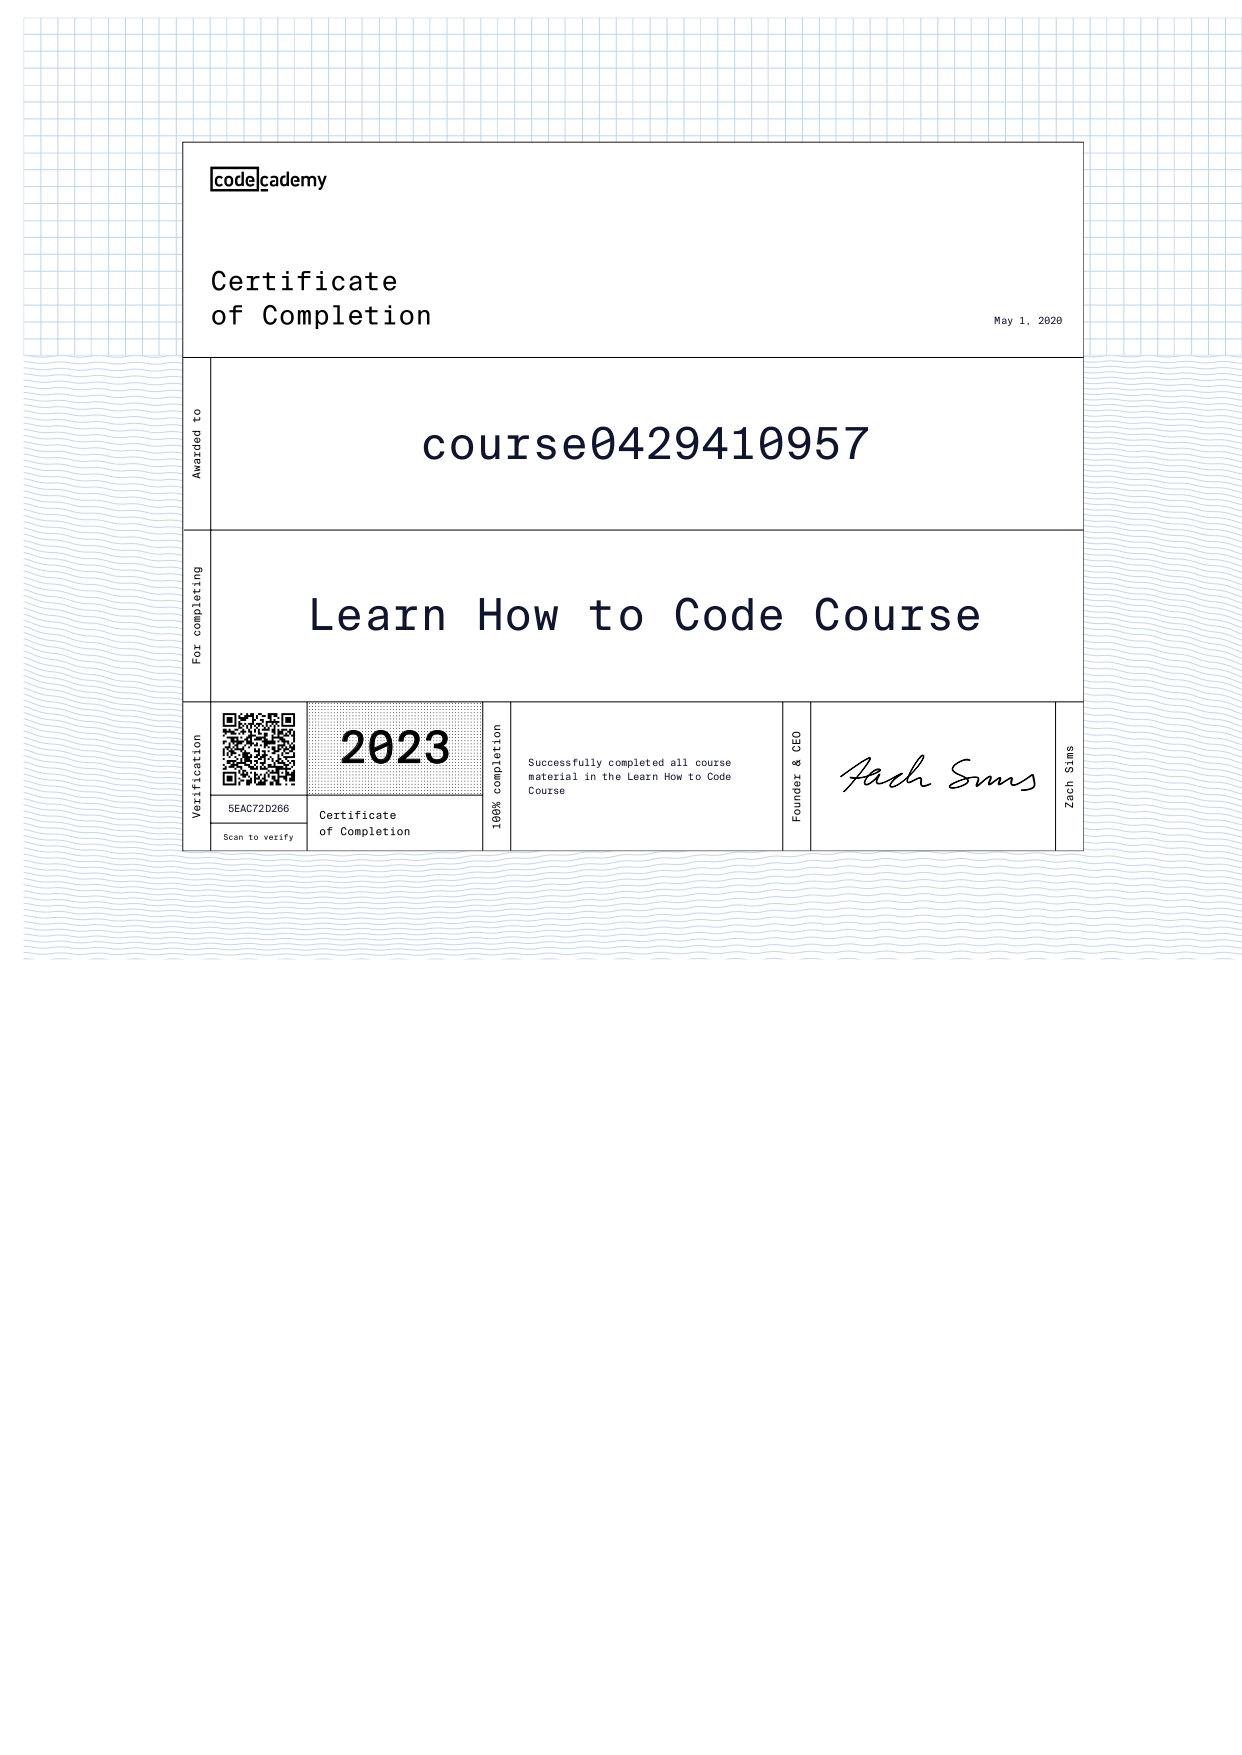 codecademy
Certificate
of Completion
May 1, 2020
Awarded to
course0429410957
For completing
Learn How to Code Course
Verification
5EAC72D266
Scan to verify
2023
Certificate
of Completion
100% completion
Successfully completed all course
material in the Learn How to Code
Course
Founder & CEO
Zach Sims
Zach Sims